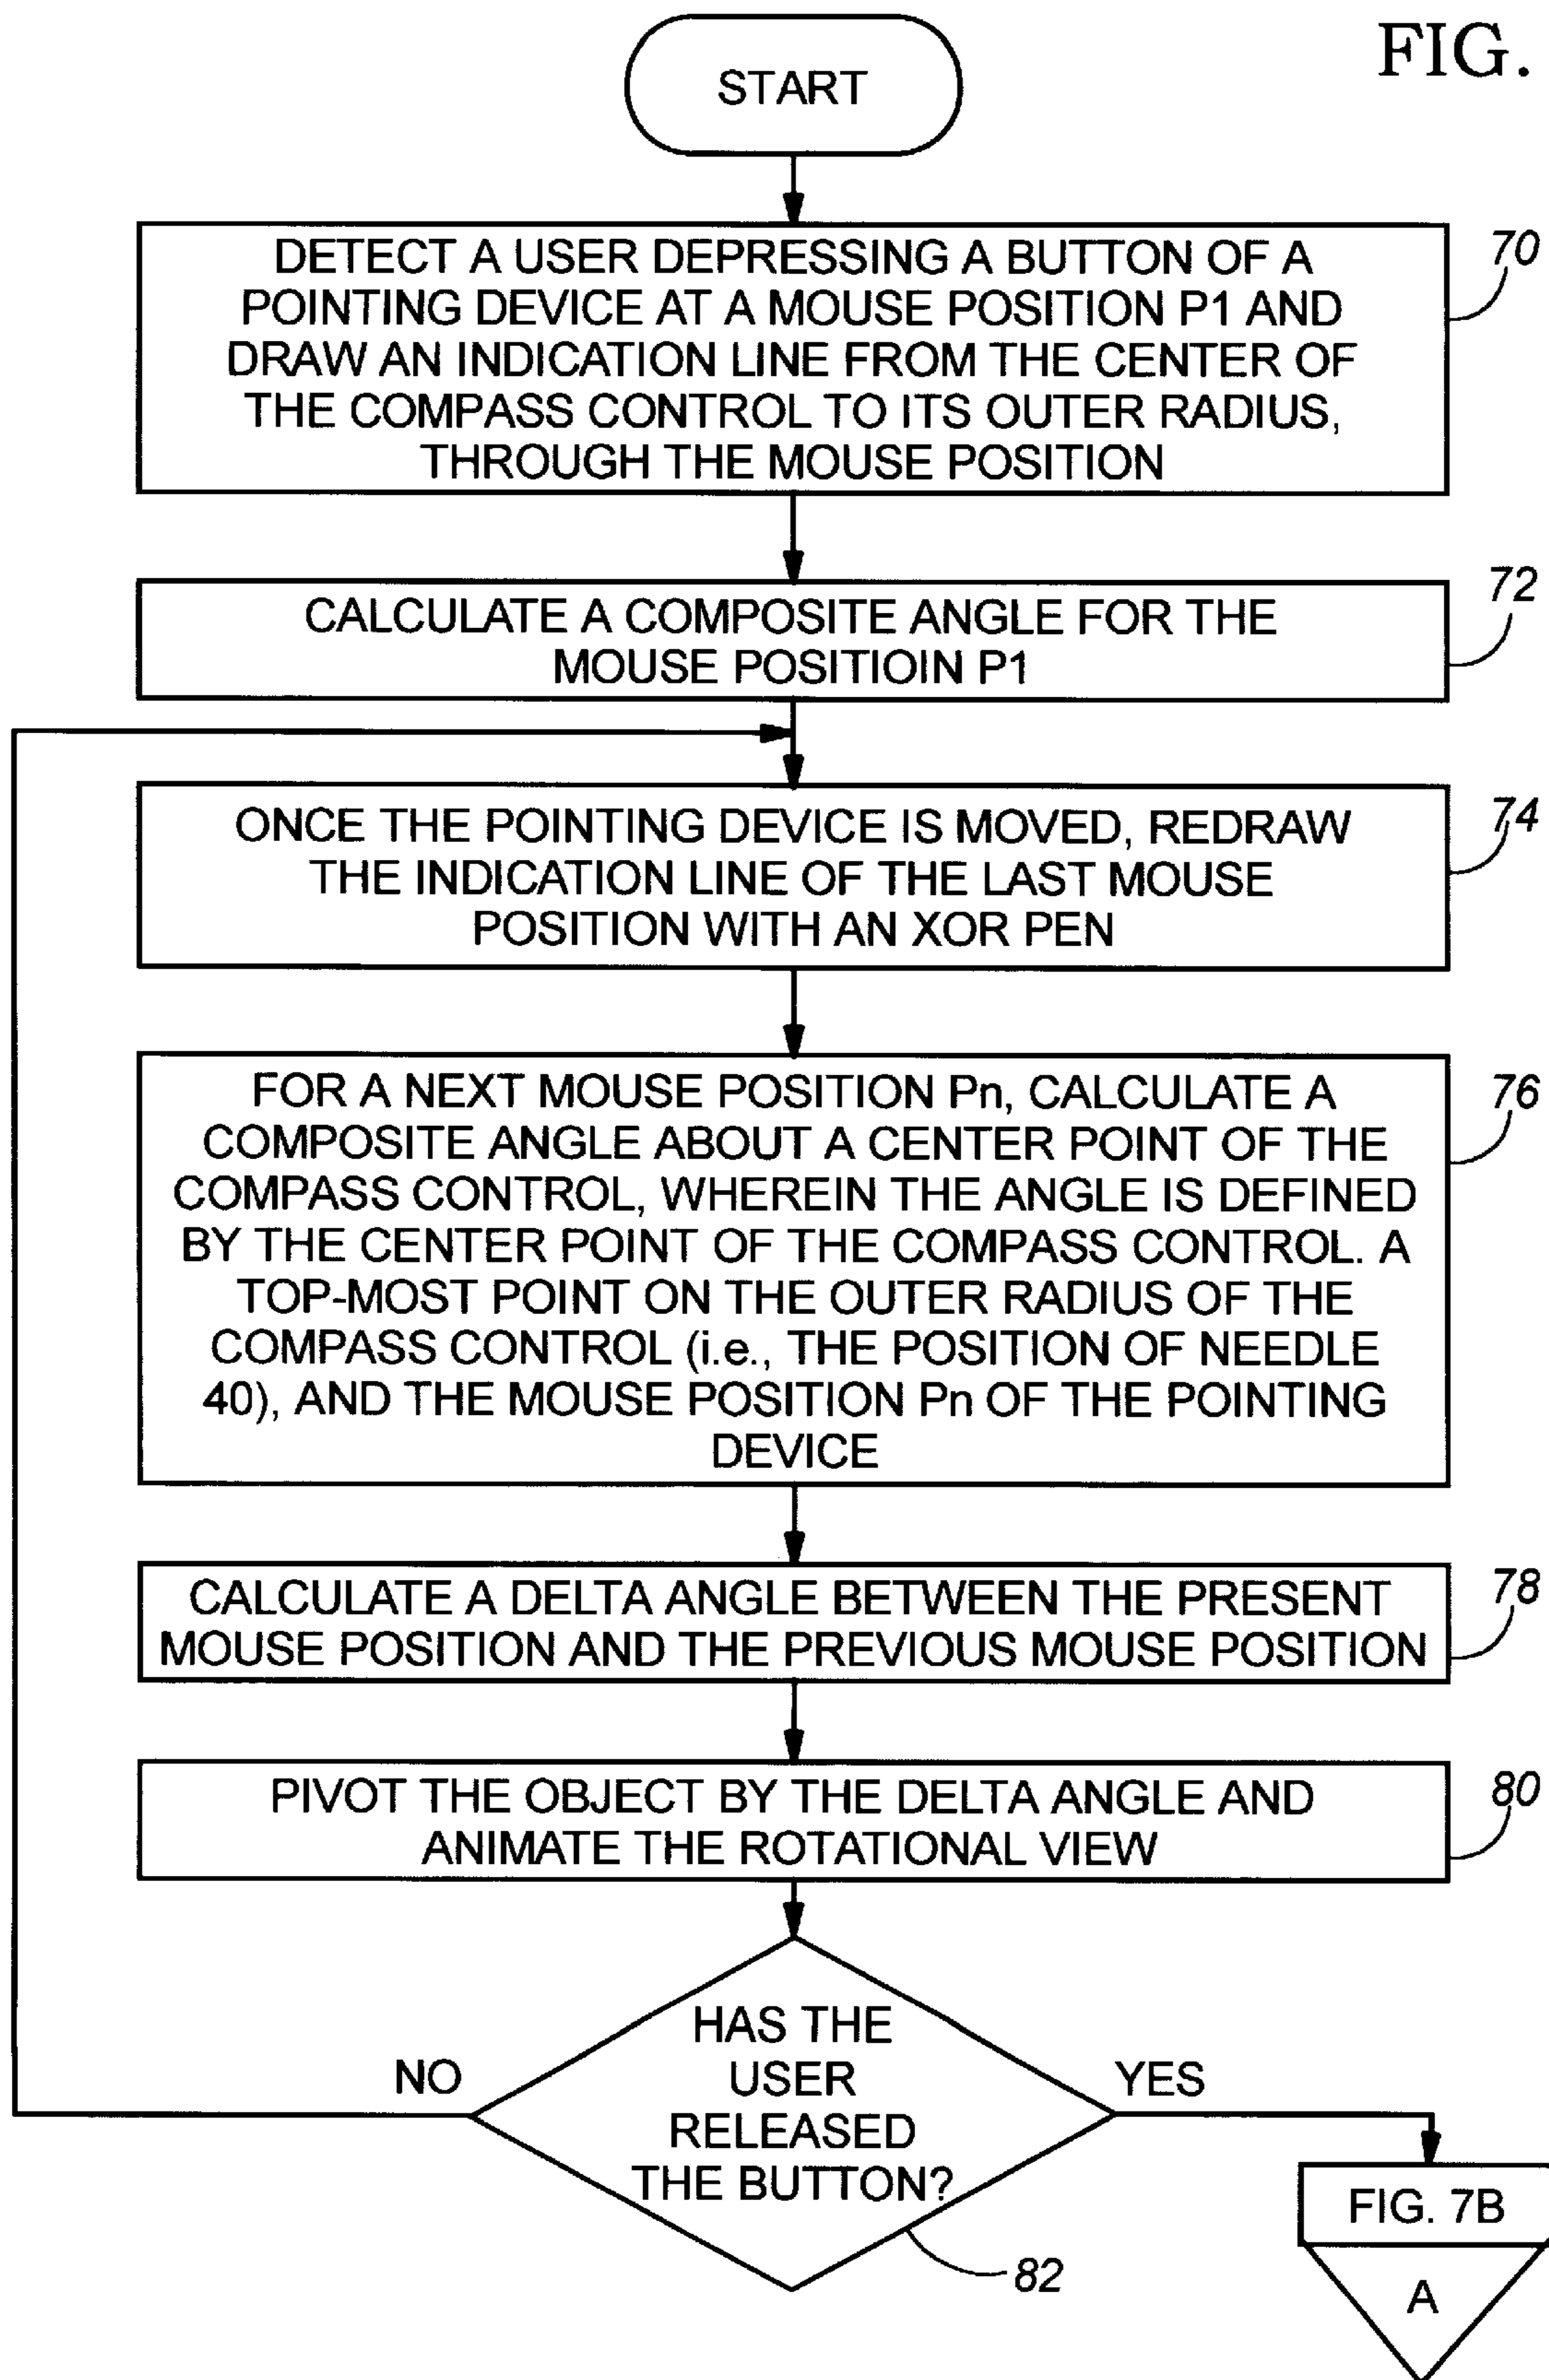 FIG.
START
DETECT A USER DEPRESSING A BUTTON OF A
POINTING DEVICE AT A MOUSE POSITION P1 AND
DRAW AN INDICATION LINE FROM THE CENTER OF
THE COMPASS CONTROL TO ITS OUTER RADIUS,
THROUGH THE MOUSE POSITION
70
CALCULATE A COMPOSITE ANGLE FOR THE
MOUSE POSITIOIN P1
72
ONCE THE POINTING DEVICE IS MOVED, REDRAW
THE INDICATION LINE OF THE LAST MOUSE
POSITION WITH AN XOR PEN
74
FOR A NEXT MOUSE POSITION Pn, CALCULATE A
COMPOSITE ANGLE ABOUT A CENTER POINT OF THE
COMPASS CONTROL, WHEREIN THE ANGLE IS DEFINED
BY THE CENTER POINT OF THE COMPASS CONTROL. A
TOP-MOST POINT ON THE OUTER RADIUS OF THE
COMPASS CONTROL (i.e., THE POSITION OF NEEDLE
40), AND THE MOUSE POSITION Pn OF THE POINTING
DEVICE
76
CALCULATE A DELTA ANGLE BETWEEN THE PRESENT
MOUSE POSITION AND THE PREVIOUS MOUSE POSITION
78
PIVOT THE OBJECT BY THE DELTA ANGLE AND
ANIMATE THE ROTATIONAL VIEW
80
HAS THE
USER
RELEASED
THE BUTTON?
NO
YES
82
FIG. 7B
A